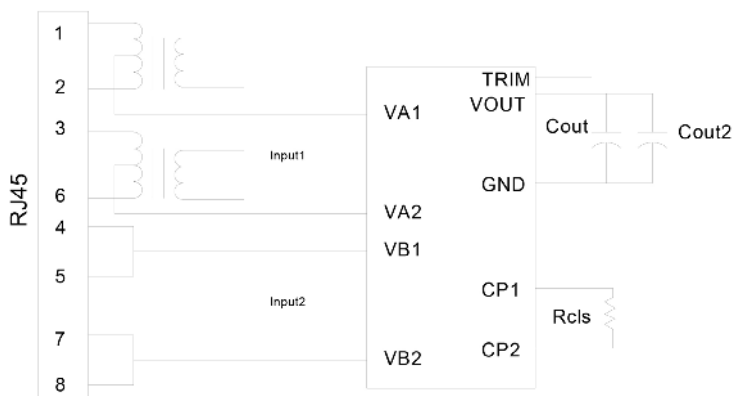 1
2
3
6
4
5
7
8
RJ45
Input1
Input2
VA1
VA2
VB1
VB2
TRIM
VOUT
GND
CP1
CP2
Cout
Cout2
Rcls